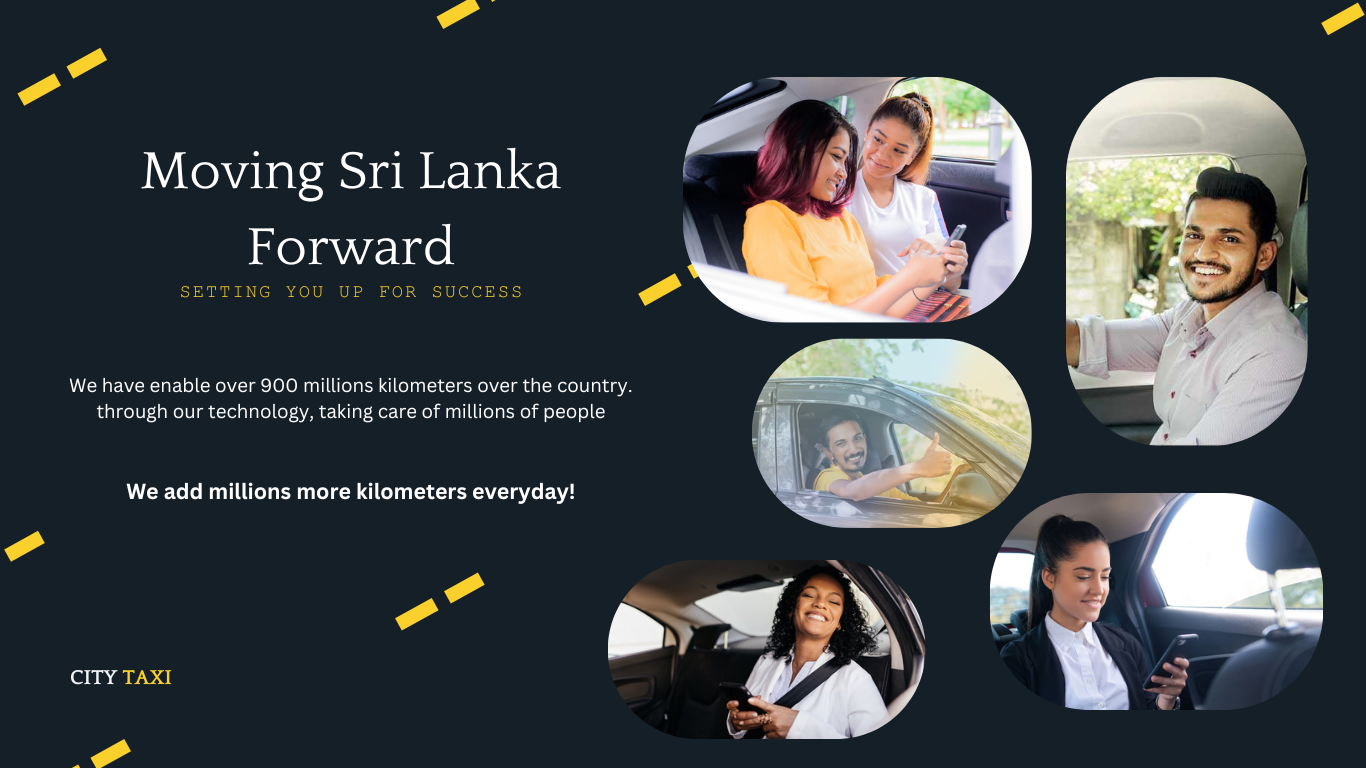 Moving Sri Lanka
Forward
SETTING YOU UP FOR SUCCESS
We have enable over 900 millions kilometers over the country.
through our technology, taking care of millions of people
We add millions more kilometers everyday!
CITY TAXI